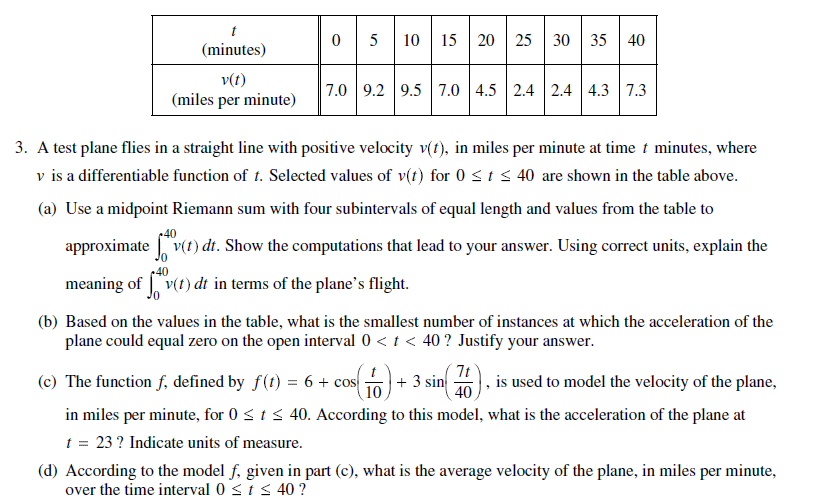 t (minutes) 0 5 10 15 20 25 30 35 40
v(t) (miles per minute) 7.0 9.2 9.5 7.0 4.5 2.4 2.4 4.3 7.3
3. A test plane flies in a straight line with positive velocity v(t), in miles per minute at time t minutes, where
v is a differentiable function of t. Selected values of v(t) for 0 ≤ t ≤ 40 are shown in the table above.
(a) Use a midpoint Riemann sum with four subintervals of equal length and values from the table to
approximate ∫₀⁴⁰ v(t) dt. Show the computations that lead to your answer. Using correct units, explain the
meaning of ∫₀⁴⁰ v(t) dt in terms of the plane's flight.
(b) Based on the values in the table, what is the smallest number of instances at which the acceleration of the
plane could equal zero on the open interval 0 < t < 40 ? Justify your answer.
(c) The function f, defined by f(t) = 6 + cos(t/10) + 3 sin(7t/40), is used to model the velocity of the plane,
in miles per minute, for 0 ≤ t ≤ 40. According to this model, what is the acceleration of the plane at
t = 23 ? Indicate units of measure.
(d) According to the model f, given in part (c), what is the average velocity of the plane, in miles per minute,
over the time interval 0 ≤ t ≤ 40 ?